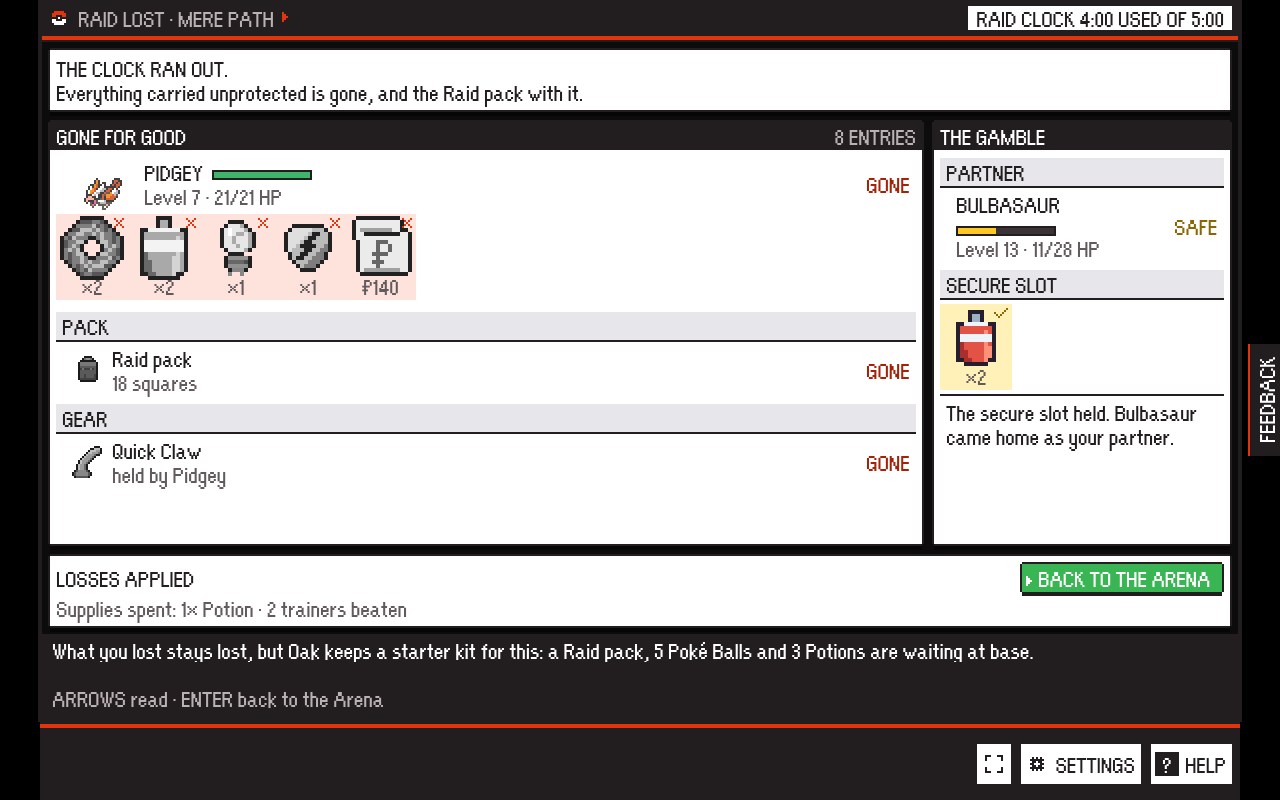 RAID LOST · MERE PATH
RAID CLOCK 4:00 USED OF 5:00
THE CLOCK RAN OUT.
Everything carried unprotected is gone, and the Raid pack with it.
GONE FOR GOOD
8 ENTRIES
PIDGEY
Level 7 · 21/21 HP
GONE
×2
×2
×1
×1
₽140
PACK
Raid pack
18 squares
GONE
GEAR
Quick Claw
held by Pidgey
GONE
THE GAMBLE
PARTNER
BULBASAUR
SAFE
Level 13 · 11/28 HP
SECURE SLOT
×2
The secure slot held. Bulbasaur
came home as your partner.
LOSSES APPLIED
BACK TO THE ARENA
Supplies spent: 1× Potion · 2 trainers beaten
What you lost stays lost, but Oak keeps a starter kit for this: a Raid pack, 5 Poké Balls and 3 Potions are waiting at base.
ARROWS read · ENTER back to the Arena
SETTINGS
? HELP
FEEDBACK